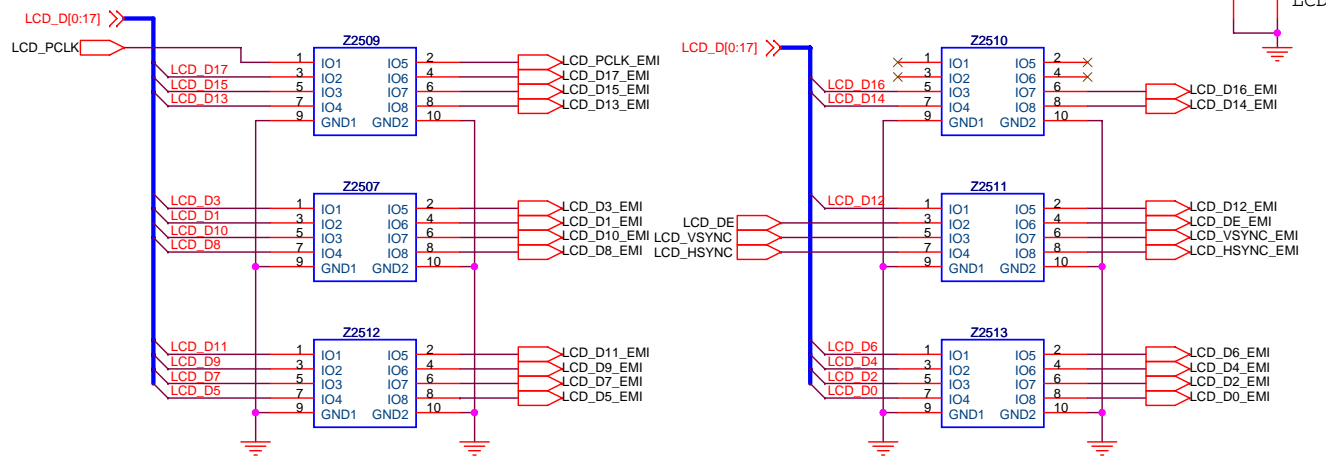 LCD
LCD_D[0:17]
LCD_PCLK
Z2509
1 IO1 IO5 2 LCD_PCLK_EMI
LCD_D17 3 IO2 IO6 4 LCD_D17_EMI
LCD_D15 5 IO3 IO7 6 LCD_D15_EMI
LCD_D13 7 IO4 IO8 8 LCD_D13_EMI
9 GND1 GND2 10
Z2507
LCD_D3 1 IO1 IO5 2 LCD_D3_EMI
LCD_D1 3 IO2 IO6 4 LCD_D1_EMI
LCD_D10 5 IO3 IO7 6 LCD_D10_EMI
LCD_D8 7 IO4 IO8 8 LCD_D8_EMI
9 GND1 GND2 10
Z2512
LCD_D11 1 IO1 IO5 2 LCD_D11_EMI
LCD_D9 3 IO2 IO6 4 LCD_D9_EMI
LCD_D7 5 IO3 IO7 6 LCD_D7_EMI
LCD_D5 7 IO4 IO8 8 LCD_D5_EMI
9 GND1 GND2 10
LCD_D[0:17]
Z2510
1 IO1 IO5 2
3 IO2 IO6 4
LCD_D16 5 IO3 IO7 6 LCD_D16_EMI
LCD_D14 7 IO4 IO8 8 LCD_D14_EMI
9 GND1 GND2 10
Z2511
LCD_D12 1 IO1 IO5 2 LCD_D12_EMI
LCD_DE 3 IO2 IO6 4 LCD_DE_EMI
LCD_VSYNC 5 IO3 IO7 6 LCD_VSYNC_EMI
LCD_HSYNC 7 IO4 IO8 8 LCD_HSYNC_EMI
9 GND1 GND2 10
Z2513
LCD_D6 1 IO1 IO5 2 LCD_D6_EMI
LCD_D4 3 IO2 IO6 4 LCD_D4_EMI
LCD_D2 5 IO3 IO7 6 LCD_D2_EMI
LCD_D0 7 IO4 IO8 8 LCD_D0_EMI
9 GND1 GND2 10